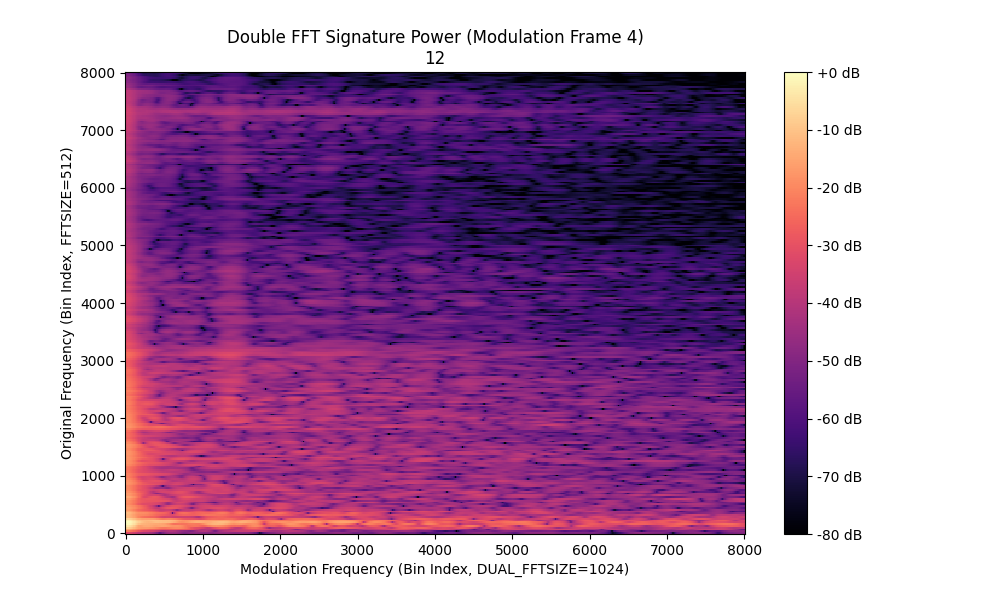 Double FFT Signature Power (Modulation Frame 4)
12
8000
7000
6000
5000
4000
3000
2000
1000
0
Original Frequency (Bin Index, FFTSIZE=512)
0 1000 2000 3000 4000 5000 6000 7000 8000
Modulation Frequency (Bin Index, DUAL_FFTSIZE=1024)
+0 dB
-10 dB
-20 dB
-30 dB
-40 dB
-50 dB
-60 dB
-70 dB
-80 dB